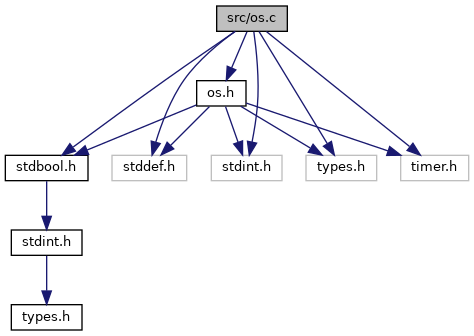 src/os.c
os.h
stdbool.h
stddef.h
stdint.h
types.h
timer.h
stdint.h
types.h